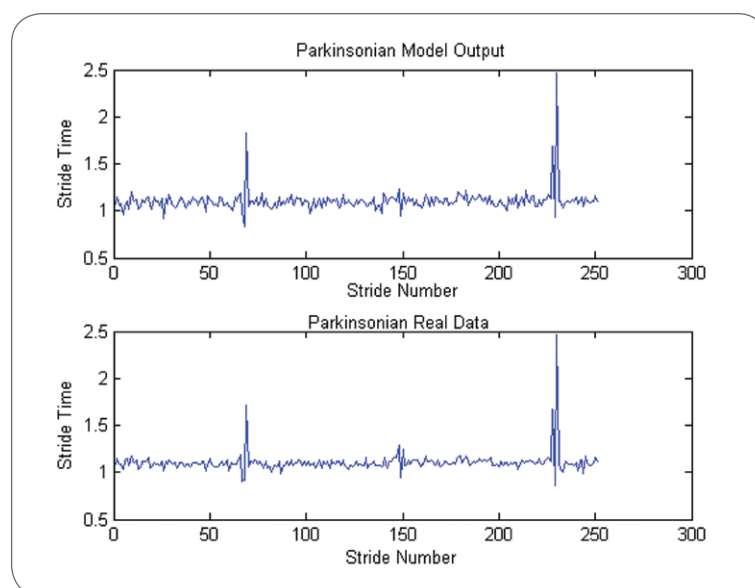 Parkinsonian Model Output
2.5
2
1.5
1
0.5
Stride Time
0 50 100 150 200 250 300
Stride Number
Parkinsonian Real Data
2.5
2
1.5
1
0.5
Stride Time
0 50 100 150 200 250 300
Stride Number